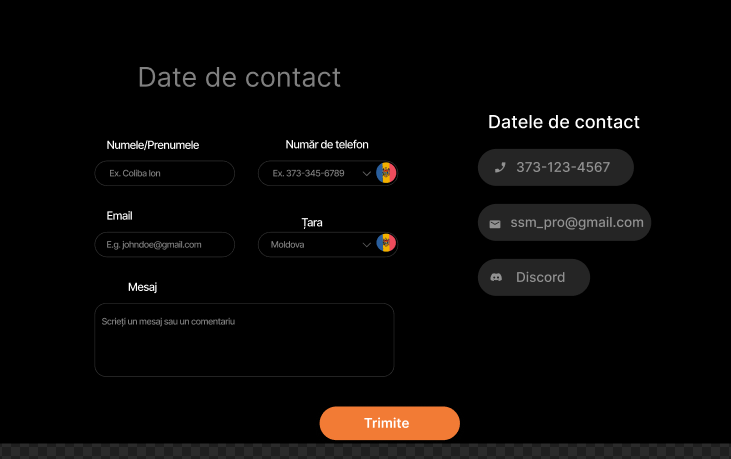 Date de contact
Numele/Prenumele
Număr de telefon
Ex. Coliba Ion
Ex. 373-345-6789
Email
Țara
E.g. johndoe@gmail.com
Moldova
Mesaj
Scrieți un mesaj sau un comentariu
Trimite
Datele de contact
373-123-4567
ssm_pro@gmail.com
Discord